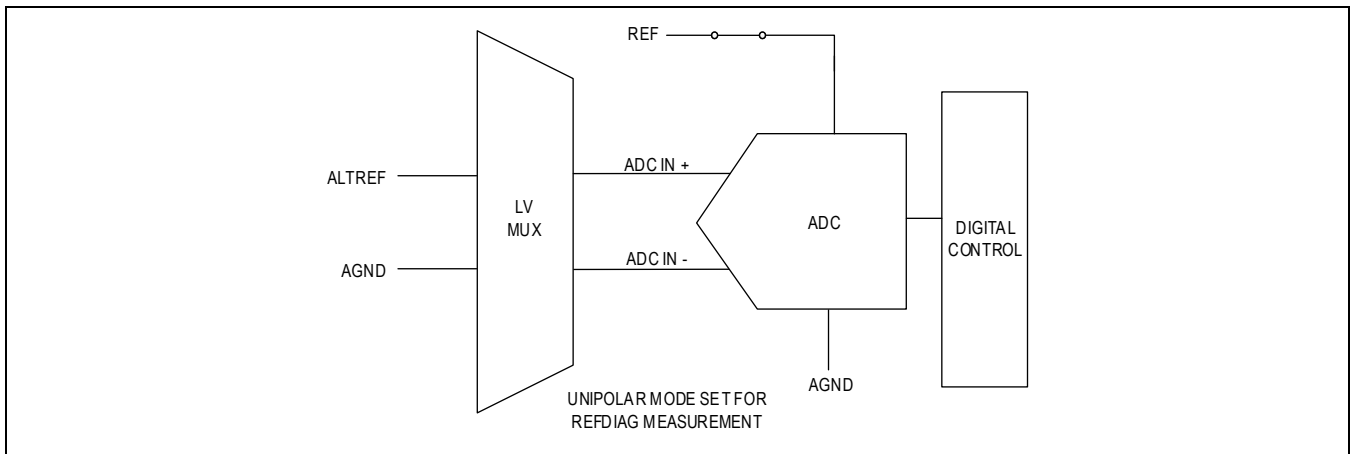 REF
ALTREF
AGND
LV
MUX
ADC IN +
ADC IN -
ADC
AGND
DIGITAL
CONTROL
UNIPOLAR MODE SET FOR
REFDIAG MEASUREMENT